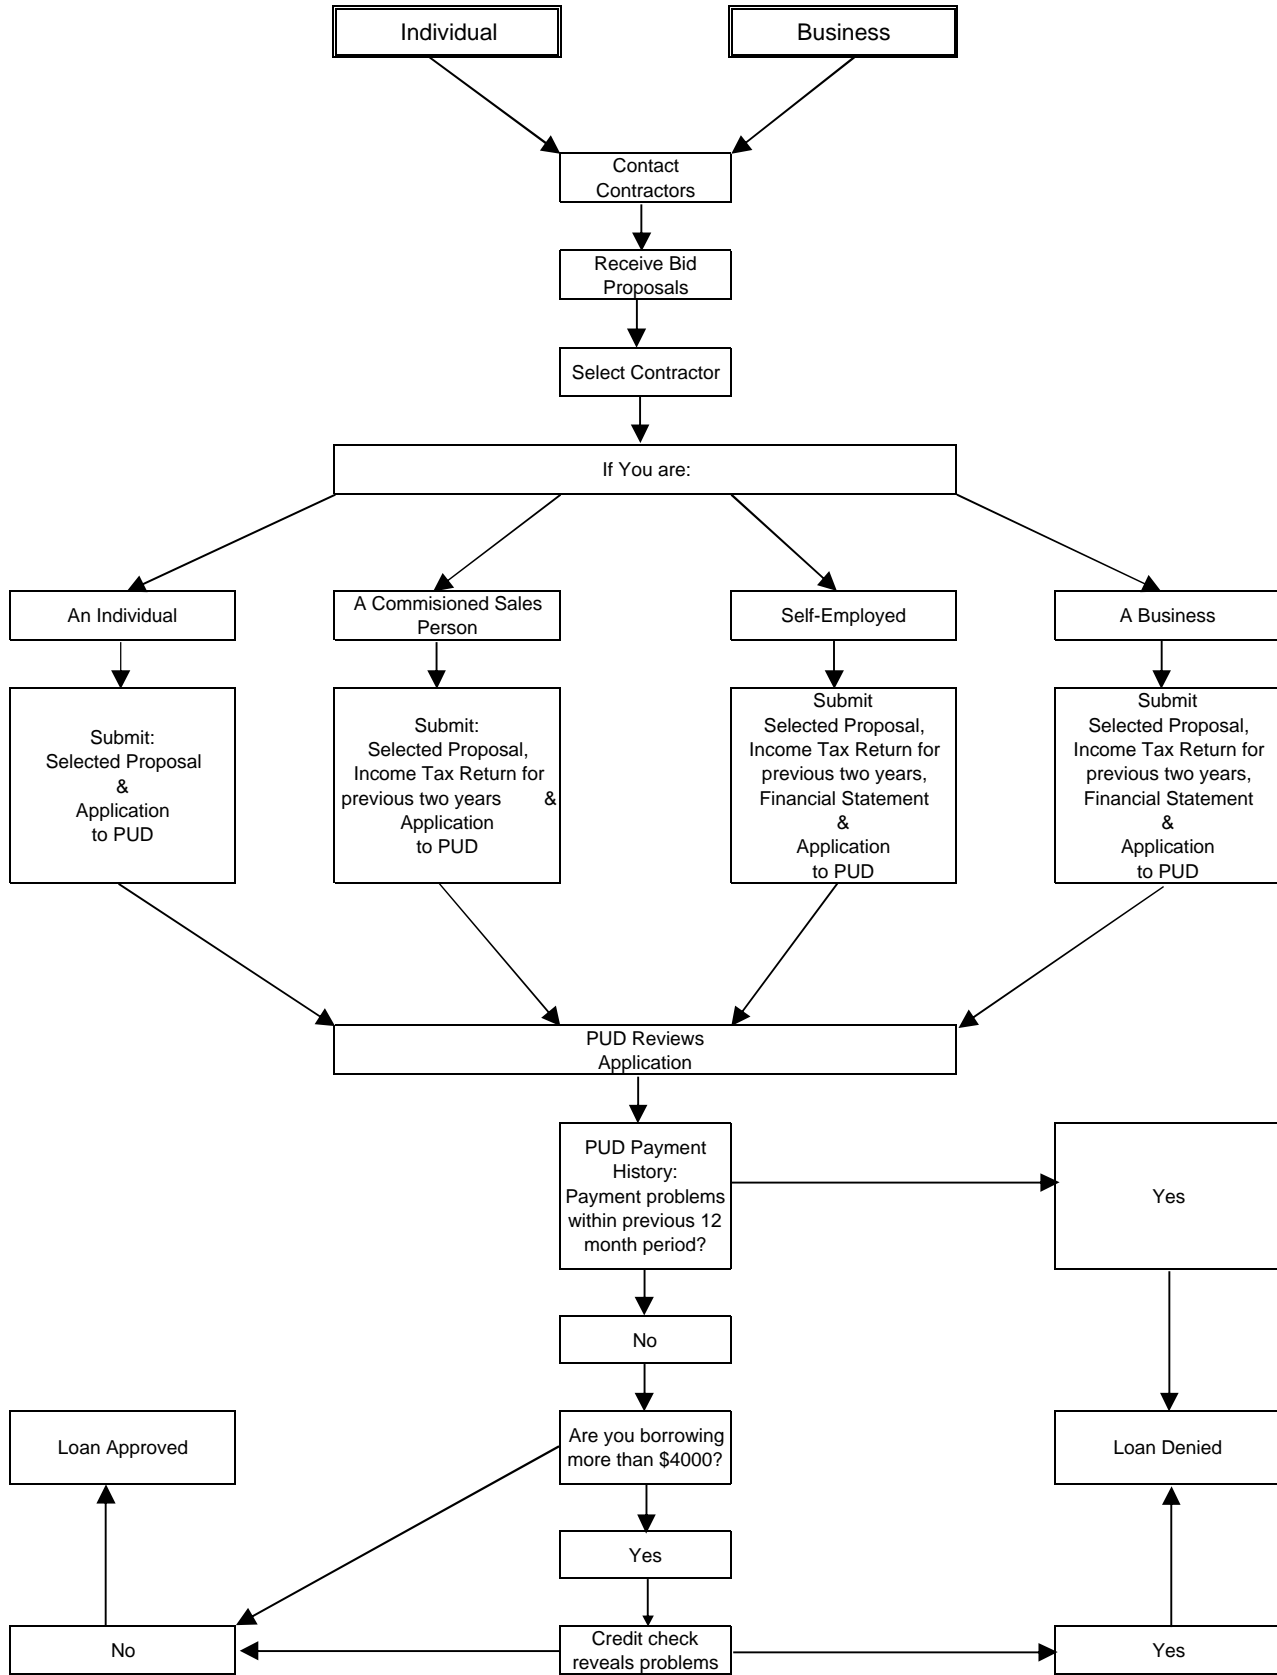 Individual
Business
Contact
Contractors
Receive Bid
Proposals
Select Contractor
If You are:
An Individual
A Commisioned Sales
Person
Self-Employed
A Business
Submit:
Selected Proposal
&
Application
to PUD
Submit:
Selected Proposal,
Income Tax Return for
previous two years &
Application
to PUD
Submit
Selected Proposal,
Income Tax Return for
previous two years,
Financial Statement
&
Application
to PUD
Submit
Selected Proposal,
Income Tax Return for
previous two years,
Financial Statement
&
Application
to PUD
PUD Reviews
Application
PUD Payment
History:
Payment problems
within previous 12
month period?
Yes
No
Loan Approved
Are you borrowing
more than $4000?
Loan Denied
Yes
No
Credit check
reveals problems
Yes